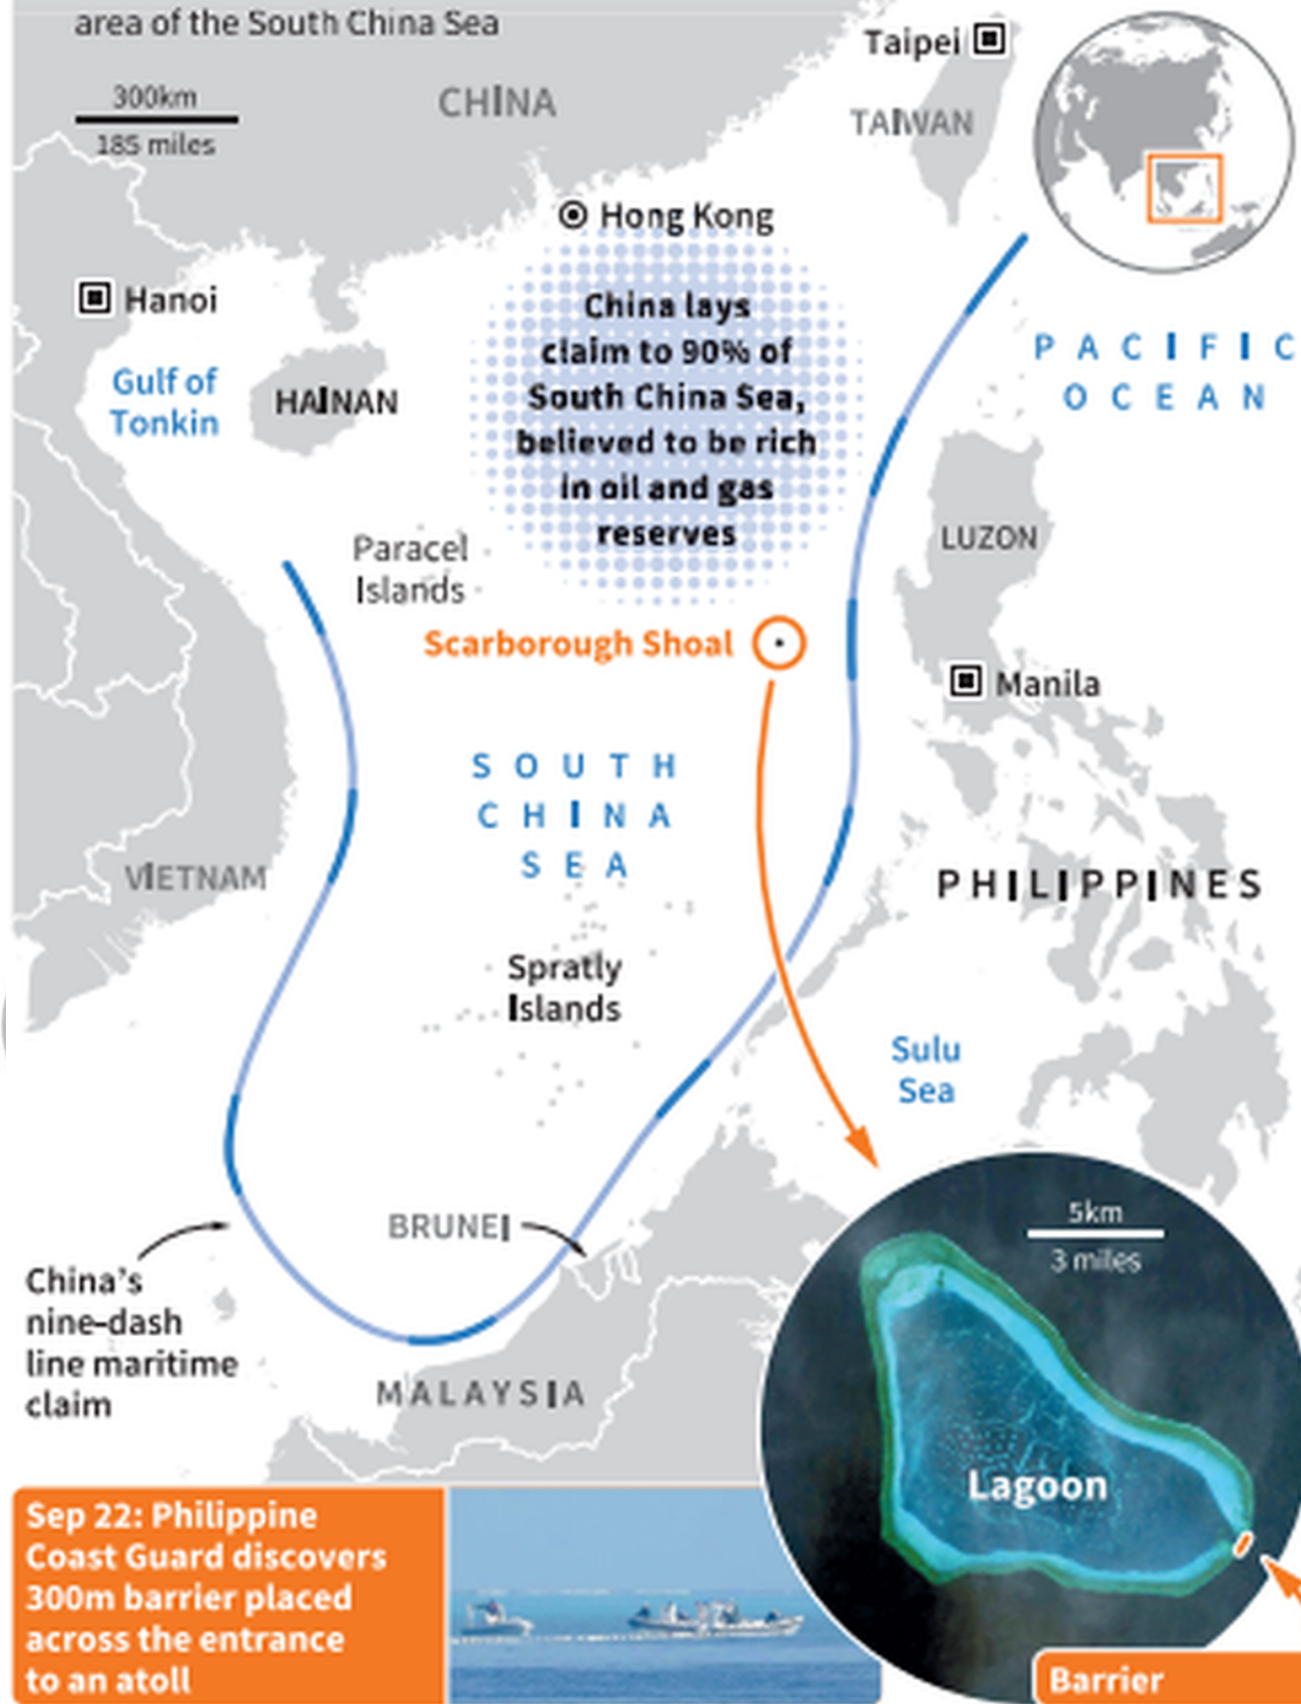 area of the South China Sea
300km
185 miles
CHINA
Taipei
TAIWAN
Hong Kong
Hanoi
Gulf of
Tonkin
HAINAN
China lays
claim to 90% of
South China Sea,
believed to be rich
in oil and gas
reserves
PACIFIC
OCEAN
LUZON
Paracel
Islands
Scarborough Shoal
Manila
SOUTH
CHINA
SEA
VIETNAM
PHILIPPINES
Spratly
Islands
Sulu
Sea
BRUNEI
China's
nine-dash
line maritime
claim
MALAYSIA
5km
3 miles
Lagoon
Sep 22: Philippine
Coast Guard discovers
300m barrier placed
across the entrance
to an atoll
Barrier